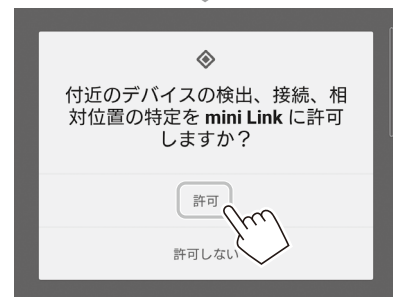 付近のデバイスの検出、接続、相
対位置の特定を mini Link に許可
しますか？
許可
許可しない